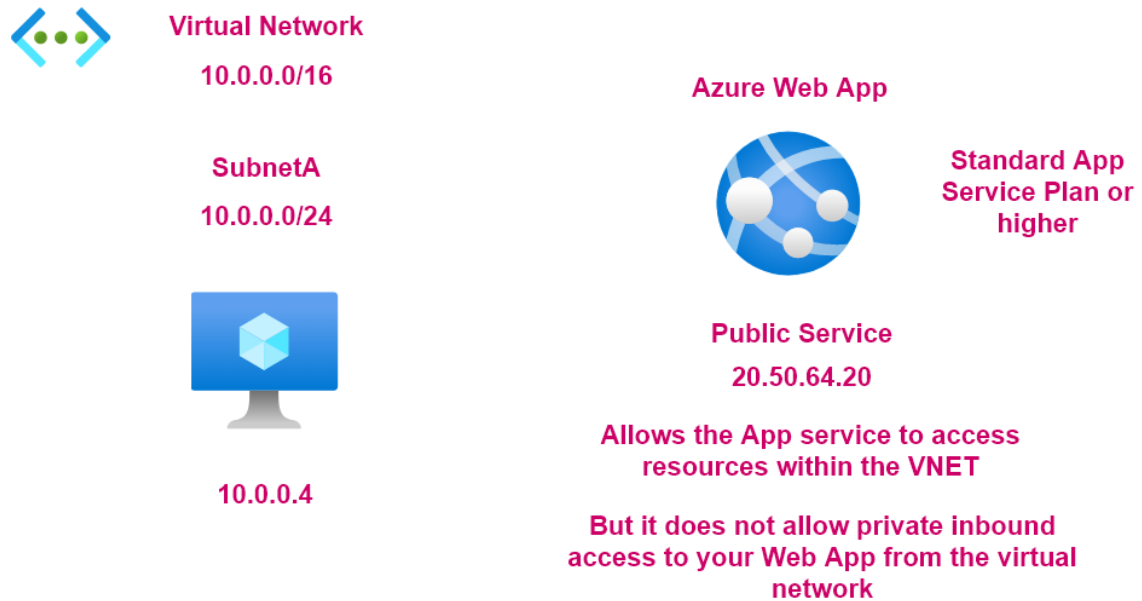 Virtual Network
10.0.0.0/16
SubnetA
10.0.0.0/24
10.0.0.4
Azure Web App
Standard App
Service Plan or
higher
Public Service
20.50.64.20
Allows the App service to access
resources within the VNET
But it does not allow private inbound
access to your Web App from the virtual
network